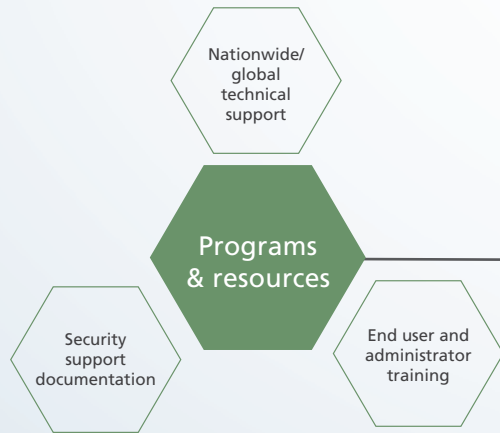 Nationwide/
global
technical
support
Programs
& resources
Security
support
documentation
End user and
administrator
training